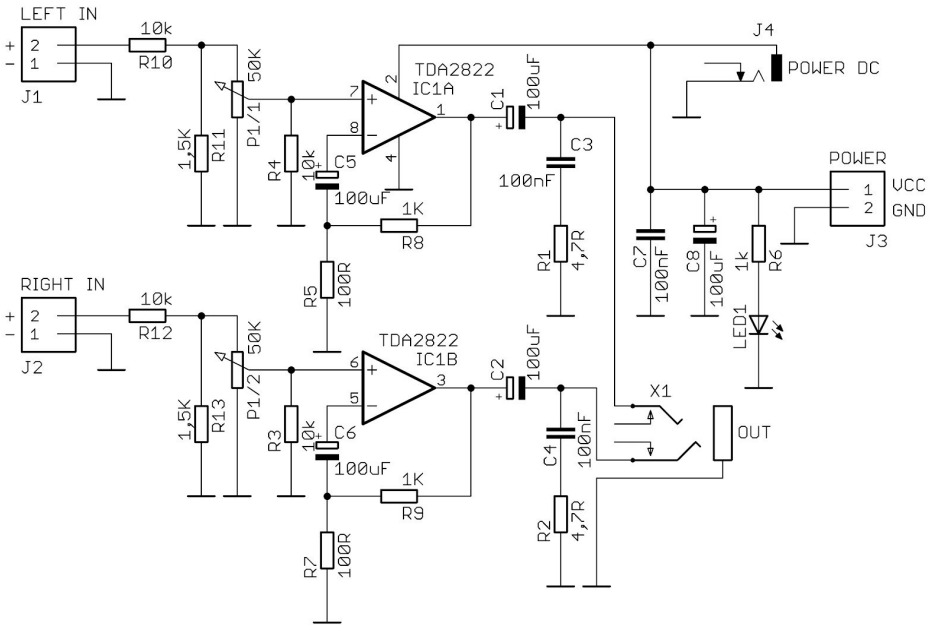 LEFT IN
+ 2
- 1
J1
10k
R10
1,5K
R11
50K
P1/1
R4
10k
7 +
8 -
TDA2822
IC1A
2
1
4
+
C5
100uF
1K
R8
R5
100R
C1
+
100uF
C3
100nF
R1
4,7R
J4
POWER DC
POWER
1 VCC
2 GND
J3
C7
100nF
C8
+
100uF
1k
R6
LED1
RIGHT IN
+ 2
- 1
J2
10k
R12
1,5K
R13
50K
P1/2
R3
10k
6 +
5 -
TDA2822
IC1B
3
+
C6
100uF
1K
R9
R7
100R
C2
+
100uF
C4
100nF
R2
4,7R
X1
OUT